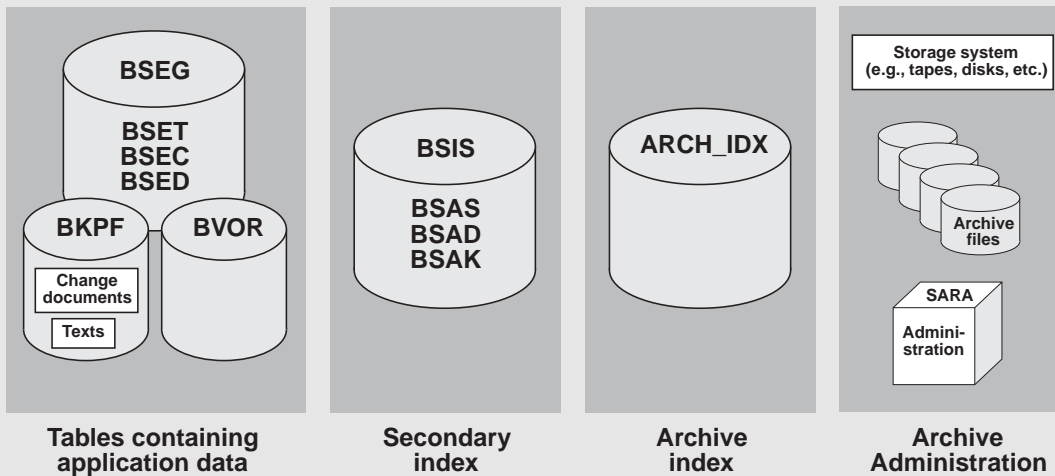 BSEG
BSET
BSEC
BSED
BKPF
Change
documents
Texts
BVOR
Tables containing
application data
BSIS
BSAS
BSAD
BSAK
Secondary
index
ARCH_IDX
Archive
index
Storage system
(e.g., tapes, disks, etc.)
Archive
files
SARA
Admini-
stration
Archive
Administration